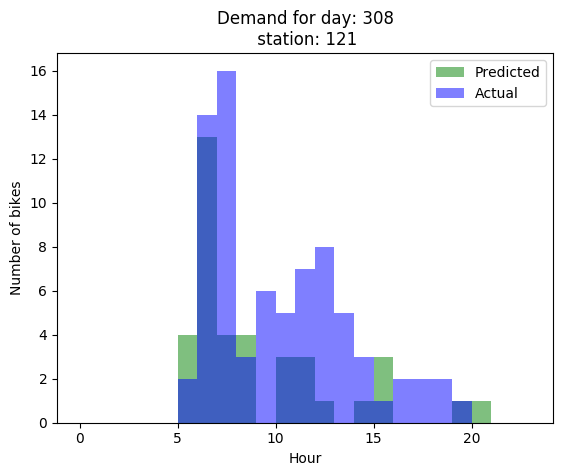 Demand for day: 308
station: 121
Predicted
Actual
Number of bikes
16
14
12
10
8
6
4
2
0
0 5 10 15 20
Hour